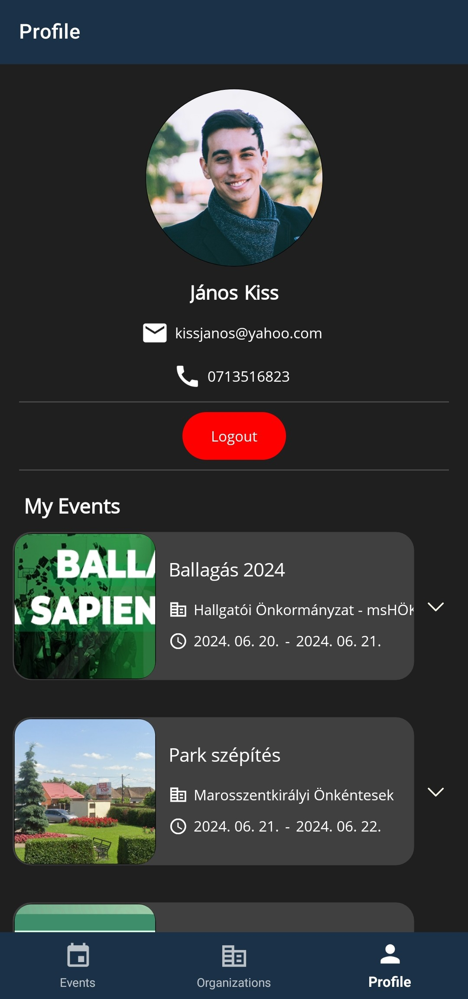 Profile
János Kiss
kissjanos@yahoo.com
0713516823
Logout
My Events
BALLA
SAPIEN
Ballagás 2024
Hallgatói Önkormányzat - msHÖK
2024. 06. 20. - 2024. 06. 21.
Park szépítés
Marosszentkirályi Önkéntesek
2024. 06. 21. - 2024. 06. 22.
Events
Organizations
Profile